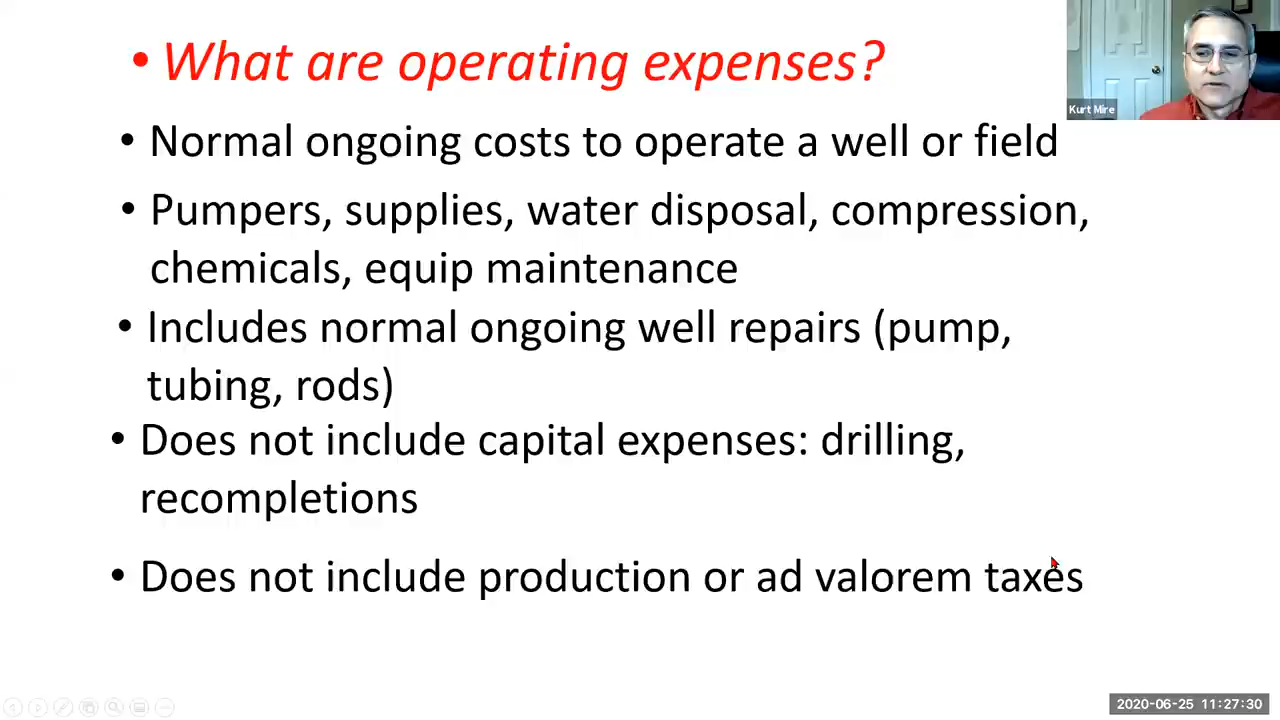 • What are operating expenses?
Kurt Mire
• Normal ongoing costs to operate a well or field
• Pumpers, supplies, water disposal, compression,
chemicals, equip maintenance
• Includes normal ongoing well repairs (pump,
tubing, rods)
• Does not include capital expenses: drilling,
recompletions
• Does not include production or ad valorem taxes
2020-06-25 11:27:30